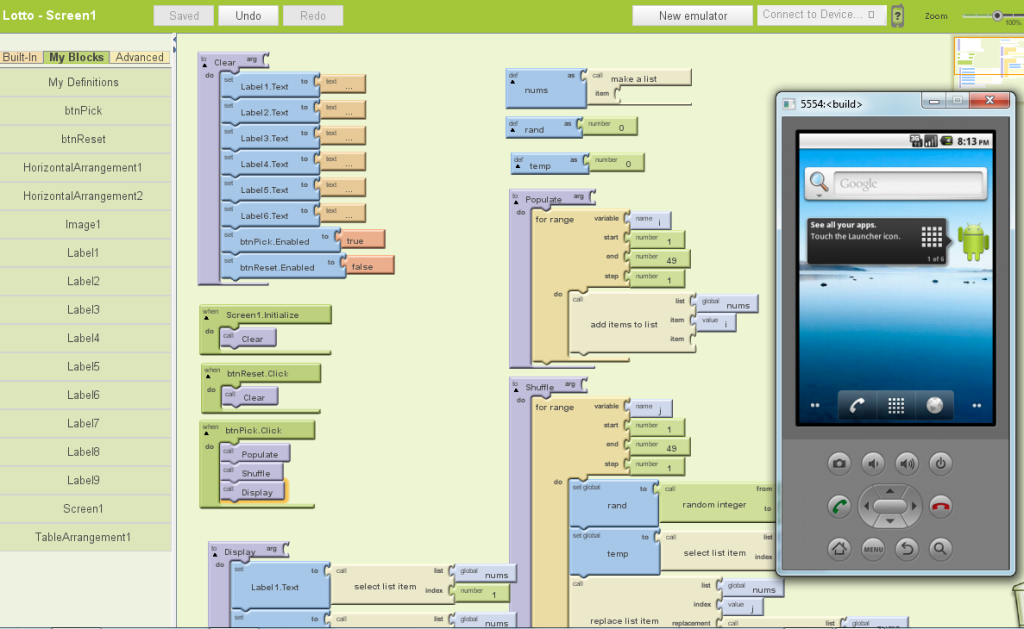 Lotto - Screen1
Saved
Undo
Redo
New emulator
Connect to Device...
Zoom
100%
Built-In
My Blocks
Advanced
My Definitions
btnPick
btnReset
HorizontalArrangement1
HorizontalArrangement2
Image1
Label1
Label2
Label3
Label4
Label5
Label6
Label7
Label8
Label9
Screen1
TableArrangement1
to Clear arg
do
set Label1.Text to text ...
set Label2.Text to text ...
set Label3.Text to text ...
set Label4.Text to text ...
set Label5.Text to text ...
set Label6.Text to text ...
set btnPick.Enabled to true
set btnReset.Enabled to false
when Screen1.Initialize
do call Clear
when btnReset.Click
do call Clear
when btnPick.Click
do call Populate
call Shuffle
call Display
to Display arg
do
set Label1.Text to call select list item list global nums
index number 1
set to call list global nums
def nums as call make a list
item
def rand as number 0
def temp as number 0
to Populate arg
do
for range variable name i
start number 1
end number 49
step number 1
do
call add items to list list global nums
item value i
item
to Shuffle arg
do
for range variable name j
start number 1
end number 49
step number 1
do
set global rand to call random integer from
to
set global temp to call select list item list
index
call replace list item list global nums
index value j
replacement call list global
5554:<build>
3G
8:13 PM
Google
See all your apps.
Touch the Launcher icon.
1 of 6
MENU